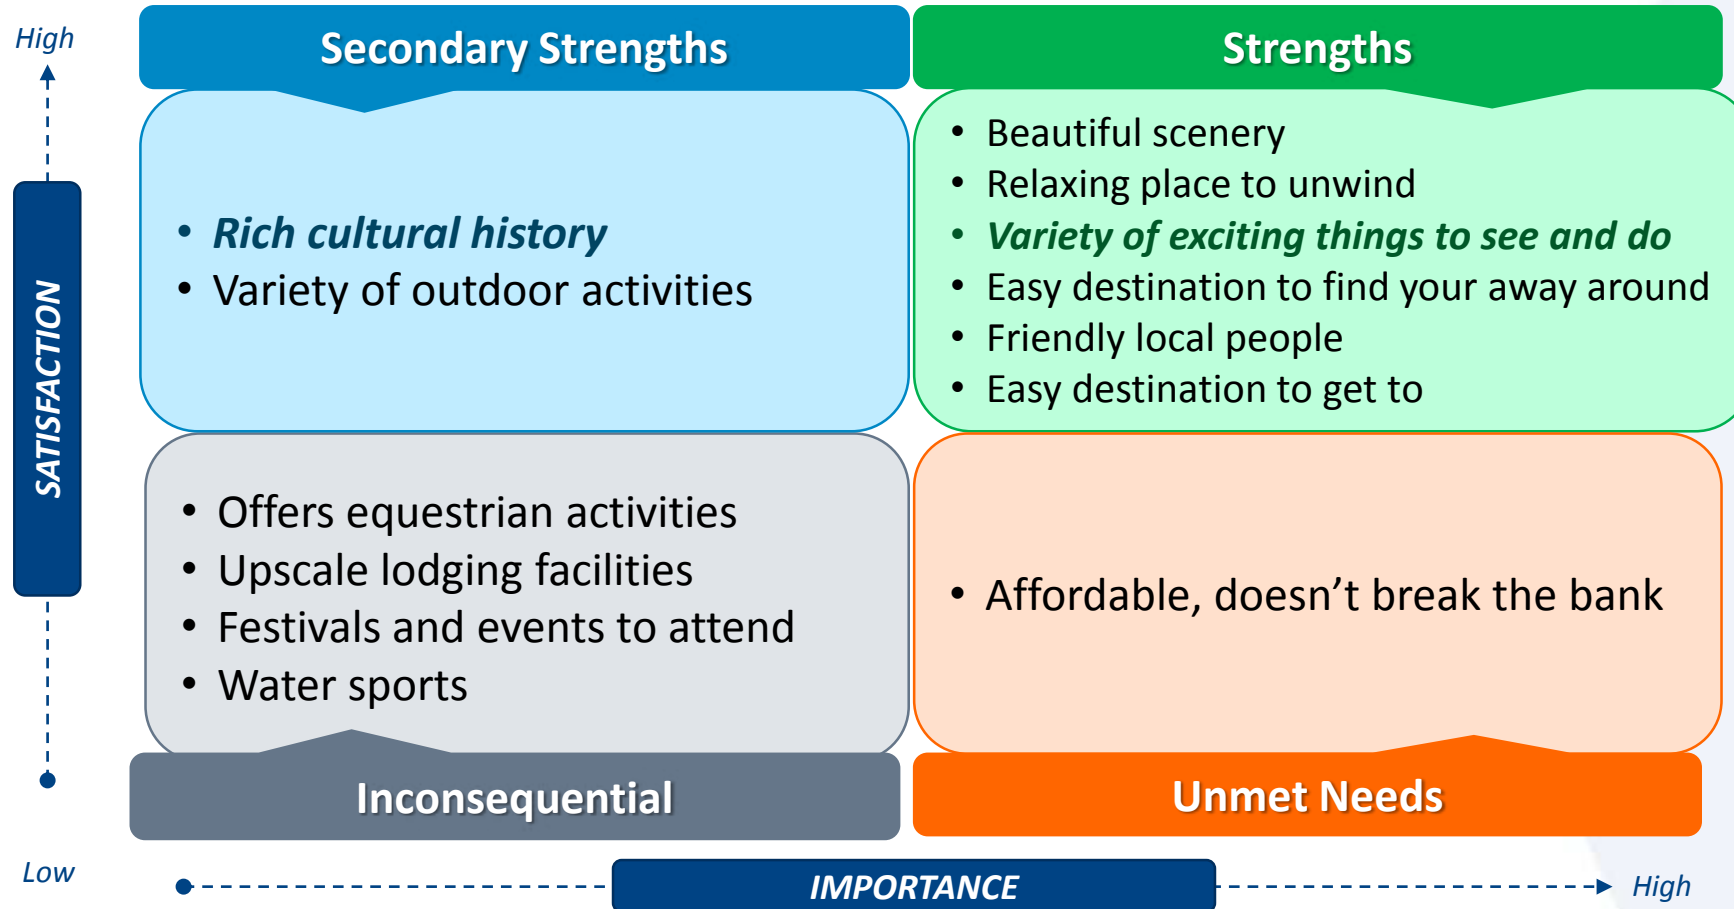 High
Secondary Strengths
Strengths
• Rich cultural history
• Variety of outdoor activities
• Beautiful scenery
• Relaxing place to unwind
• Variety of exciting things to see and do
• Easy destination to find your away around
• Friendly local people
• Easy destination to get to
SATISFACTION
• Offers equestrian activities
• Upscale lodging facilities
• Festivals and events to attend
• Water sports
• Affordable, doesn’t break the bank
Inconsequential
Unmet Needs
Low
IMPORTANCE
High